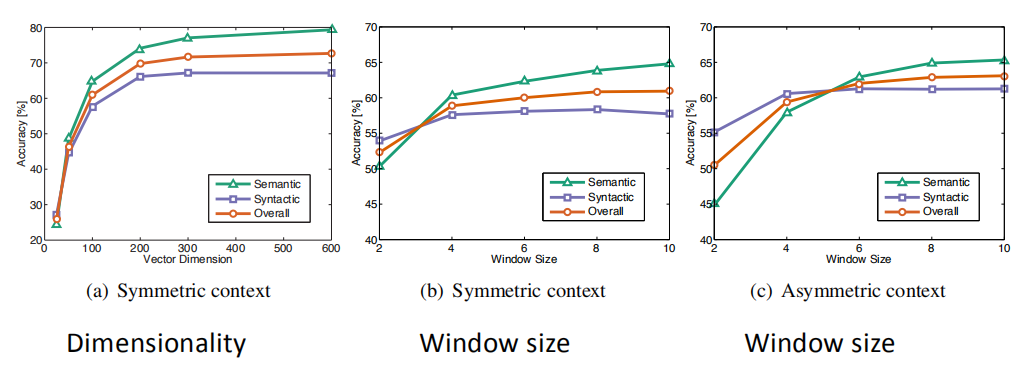 80
70
60
50
40
30
20
0 100 200 300 400 500 600
Accuracy [%]
Vector Dimension
Semantic
Syntactic
Overall
(a) Symmetric context
70
65
60
55
50
45
40
2 4 6 8 10
Accuracy [%]
Window Size
Semantic
Syntactic
Overall
(b) Symmetric context
70
65
60
55
50
45
40
2 4 6 8 10
Accuracy [%]
Window Size
Semantic
Syntactic
Overall
(c) Asymmetric context
Dimensionality
Window size
Window size